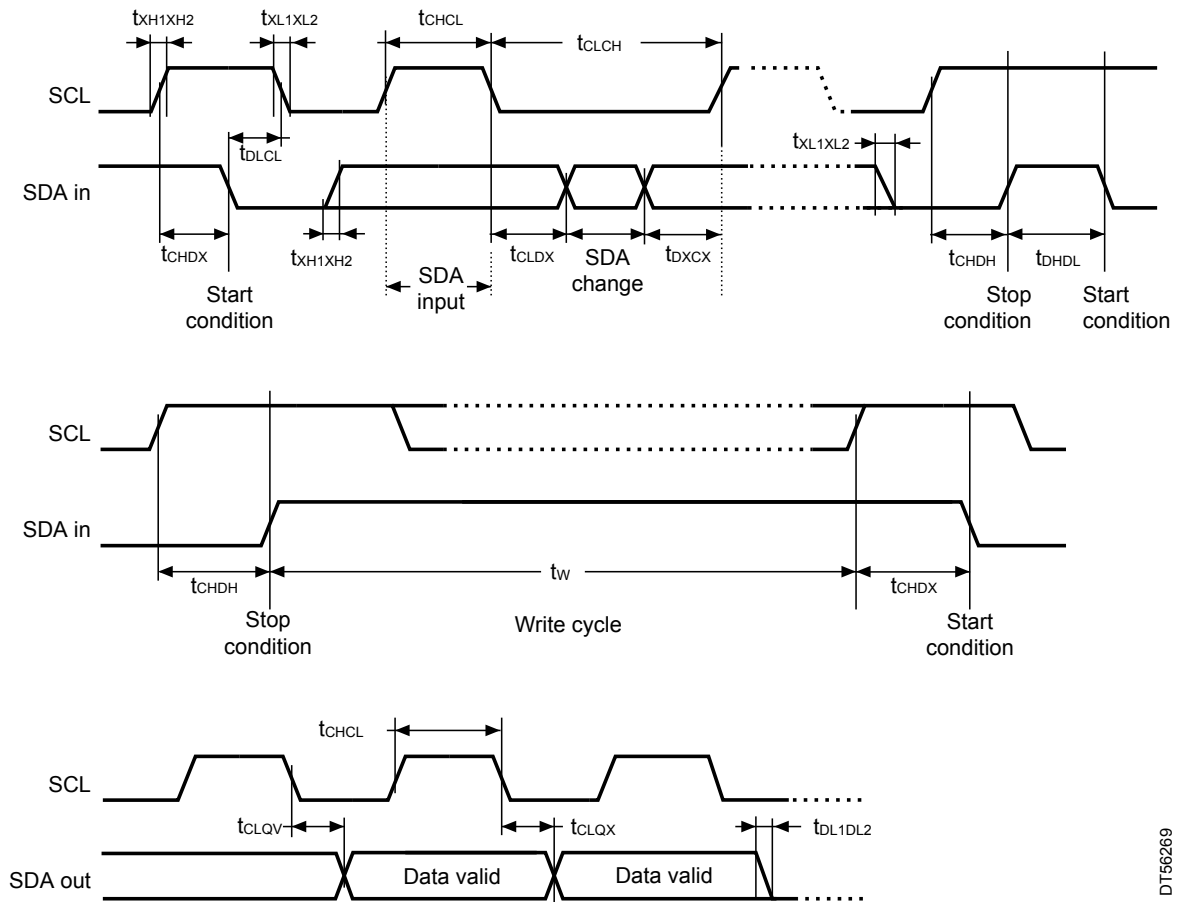 tXH1XH2 tXL1XL2 tCHCL tCLCH
SCL
tDLCL tXL1XL2
SDA in
tCHDX tXH1XH2 tCLDX SDA change tDXCX tCHDH tDHDL
SDA input
Start condition
Stop condition
Start condition
SCL
SDA in
tCHDH tW tCHDX
Stop condition
Write cycle
Start condition
tCHCL
SCL
tCLQV tCLQX tDL1DL2
SDA out Data valid Data valid
DT56269